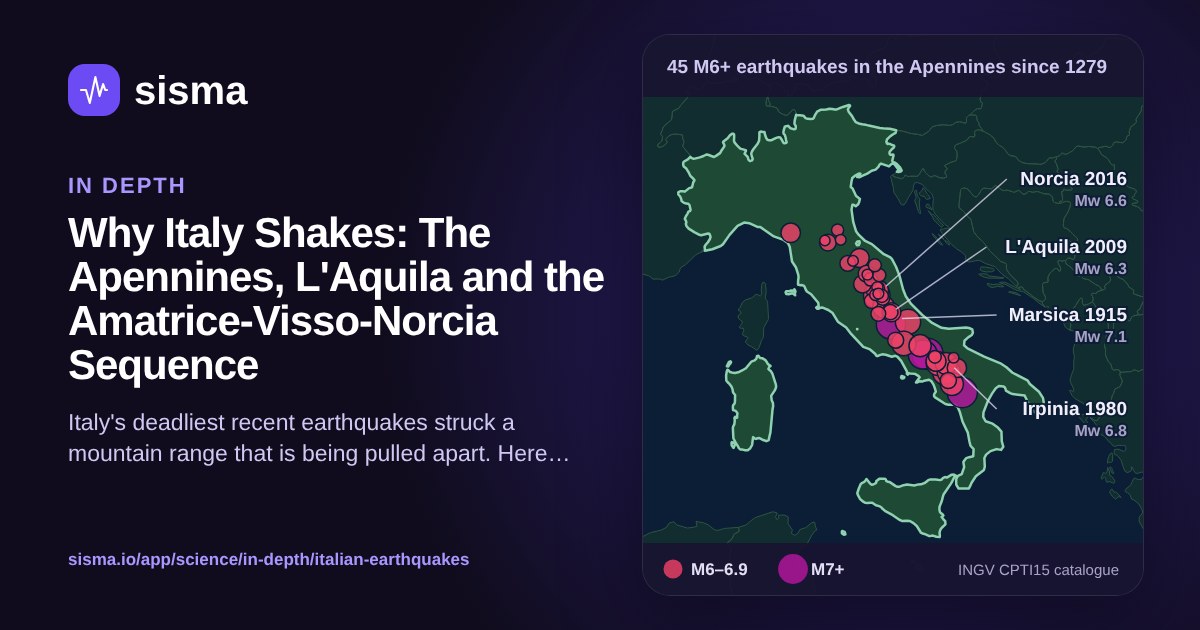 sisma
IN DEPTH
Why Italy Shakes: The
Apennines, L'Aquila and the
Amatrice-Visso-Norcia
Sequence
Italy's deadliest recent earthquakes struck a
mountain range that is being pulled apart. Here…
sisma.io/app/science/in-depth/italian-earthquakes
45 M6+ earthquakes in the Apennines since 1279
Norcia 2016
Mw 6.6
L'Aquila 2009
Mw 6.3
Marsica 1915
Mw 7.1
Irpinia 1980
Mw 6.8
M6–6.9
M7+
INGV CPTI15 catalogue